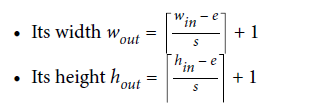 • Its width w_out = ⌈(w_in − e)/s⌉ + 1
• Its height h_out = ⌈(h_in − e)/s⌉ + 1